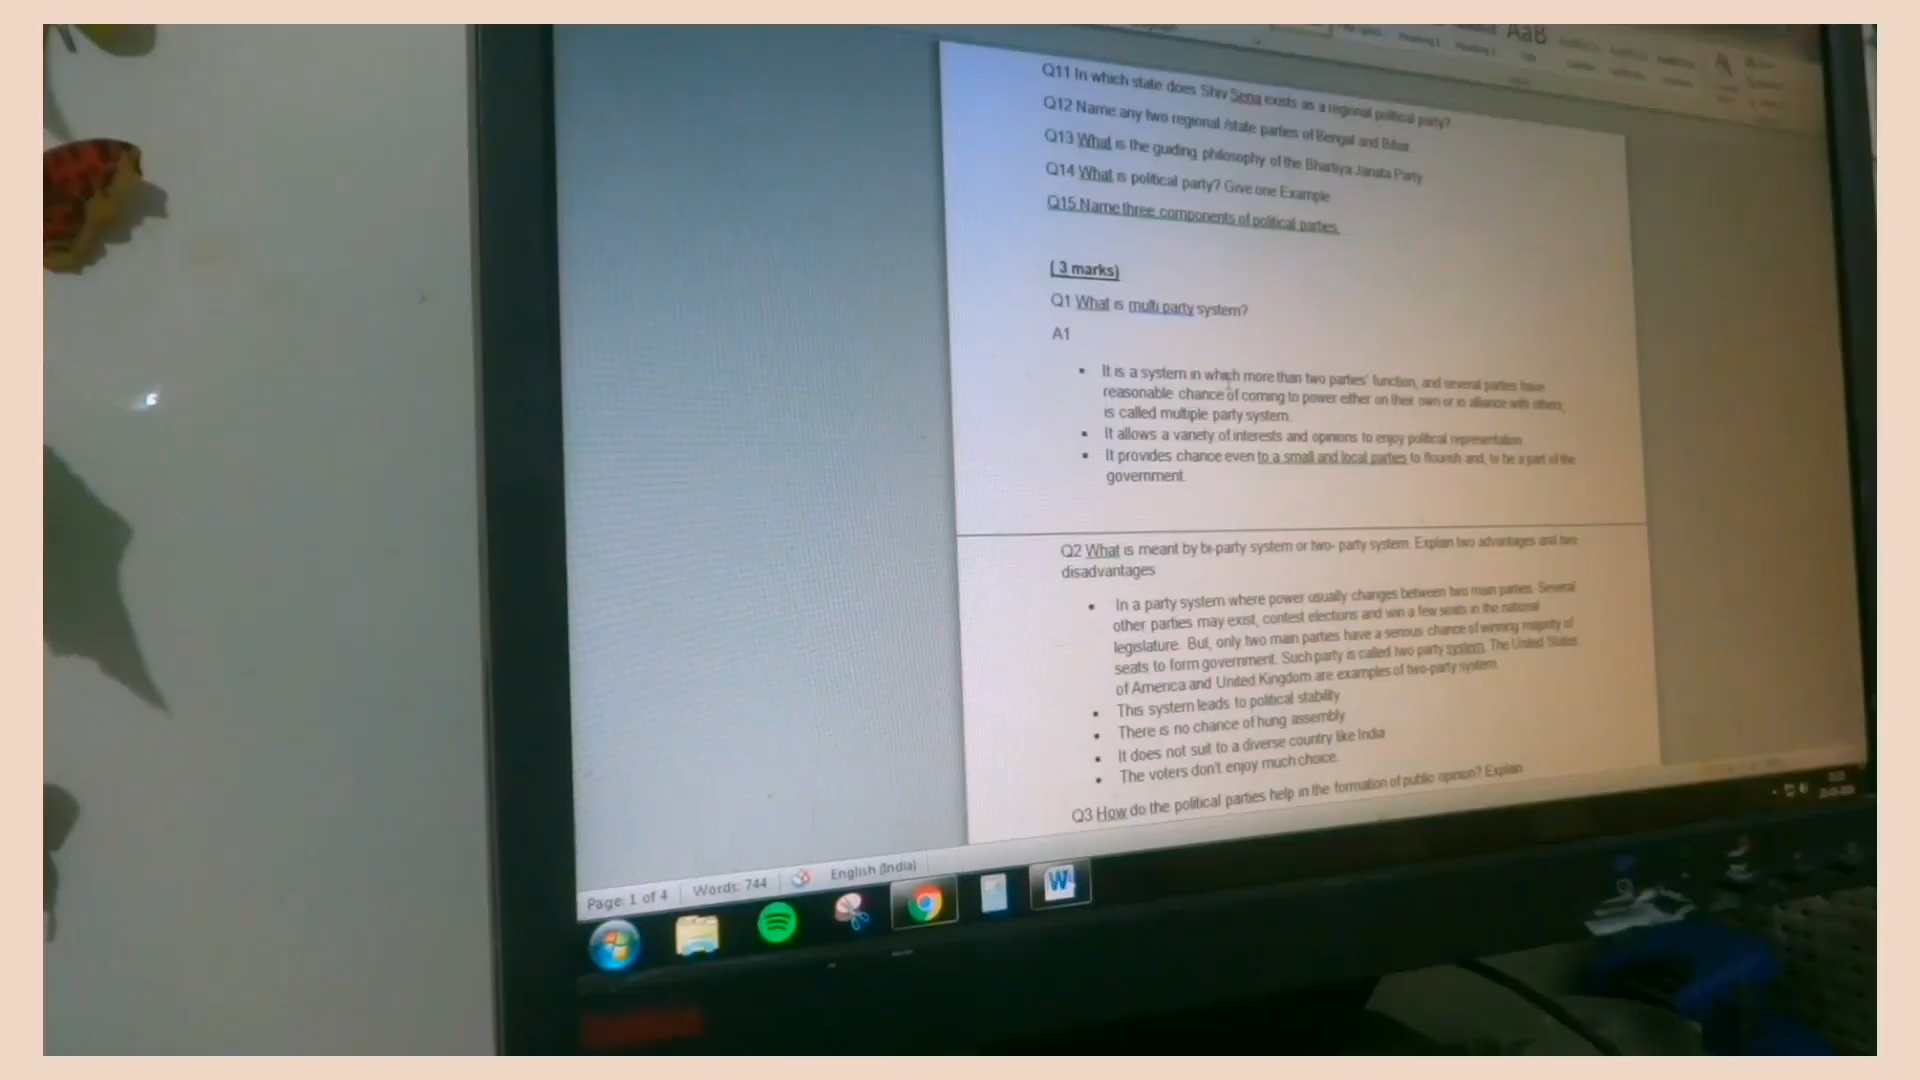 AaB
Q11 In which state does Shiv Sena exists as a regional political party?
Q12 Name any two regional /state parties of Bengal and Bihar
Q13 What is the guiding philosophy of the Bhartiya Janata Party
Q14 What is political party? Give one Example
Q15 Name three components of political parties.
( 3 marks)
Q1 What is multi party system?
A1
It is a system in which more than two parties' function, and several parties have
reasonable chance of coming to power either on their own or in alliance with others,
is called multiple party system.
It allows a variety of interests and opinions to enjoy political representation
It provides chance even to a small and local parties to flourish and, to be a part of the
government.
Q2 What is meant by bi-party system or two- party system. Explain two advantages and two
disadvantages
In a party system where power usually changes between two main parties. Several
other parties may exist, contest elections and win a few seats in the national
legislature. But, only two main parties have a serious chance of winning majority of
seats to form government. Such party is called two party system. The United States
of America and United Kingdom are examples of two-party system
This system leads to political stability
There is no chance of hung assembly
It does not suit to a diverse country like India
The voters don't enjoy much choice.
Q3 How do the political parties help in the formation of public opinion? Explain
Page: 1 of 4
Words: 744
English (India)
W